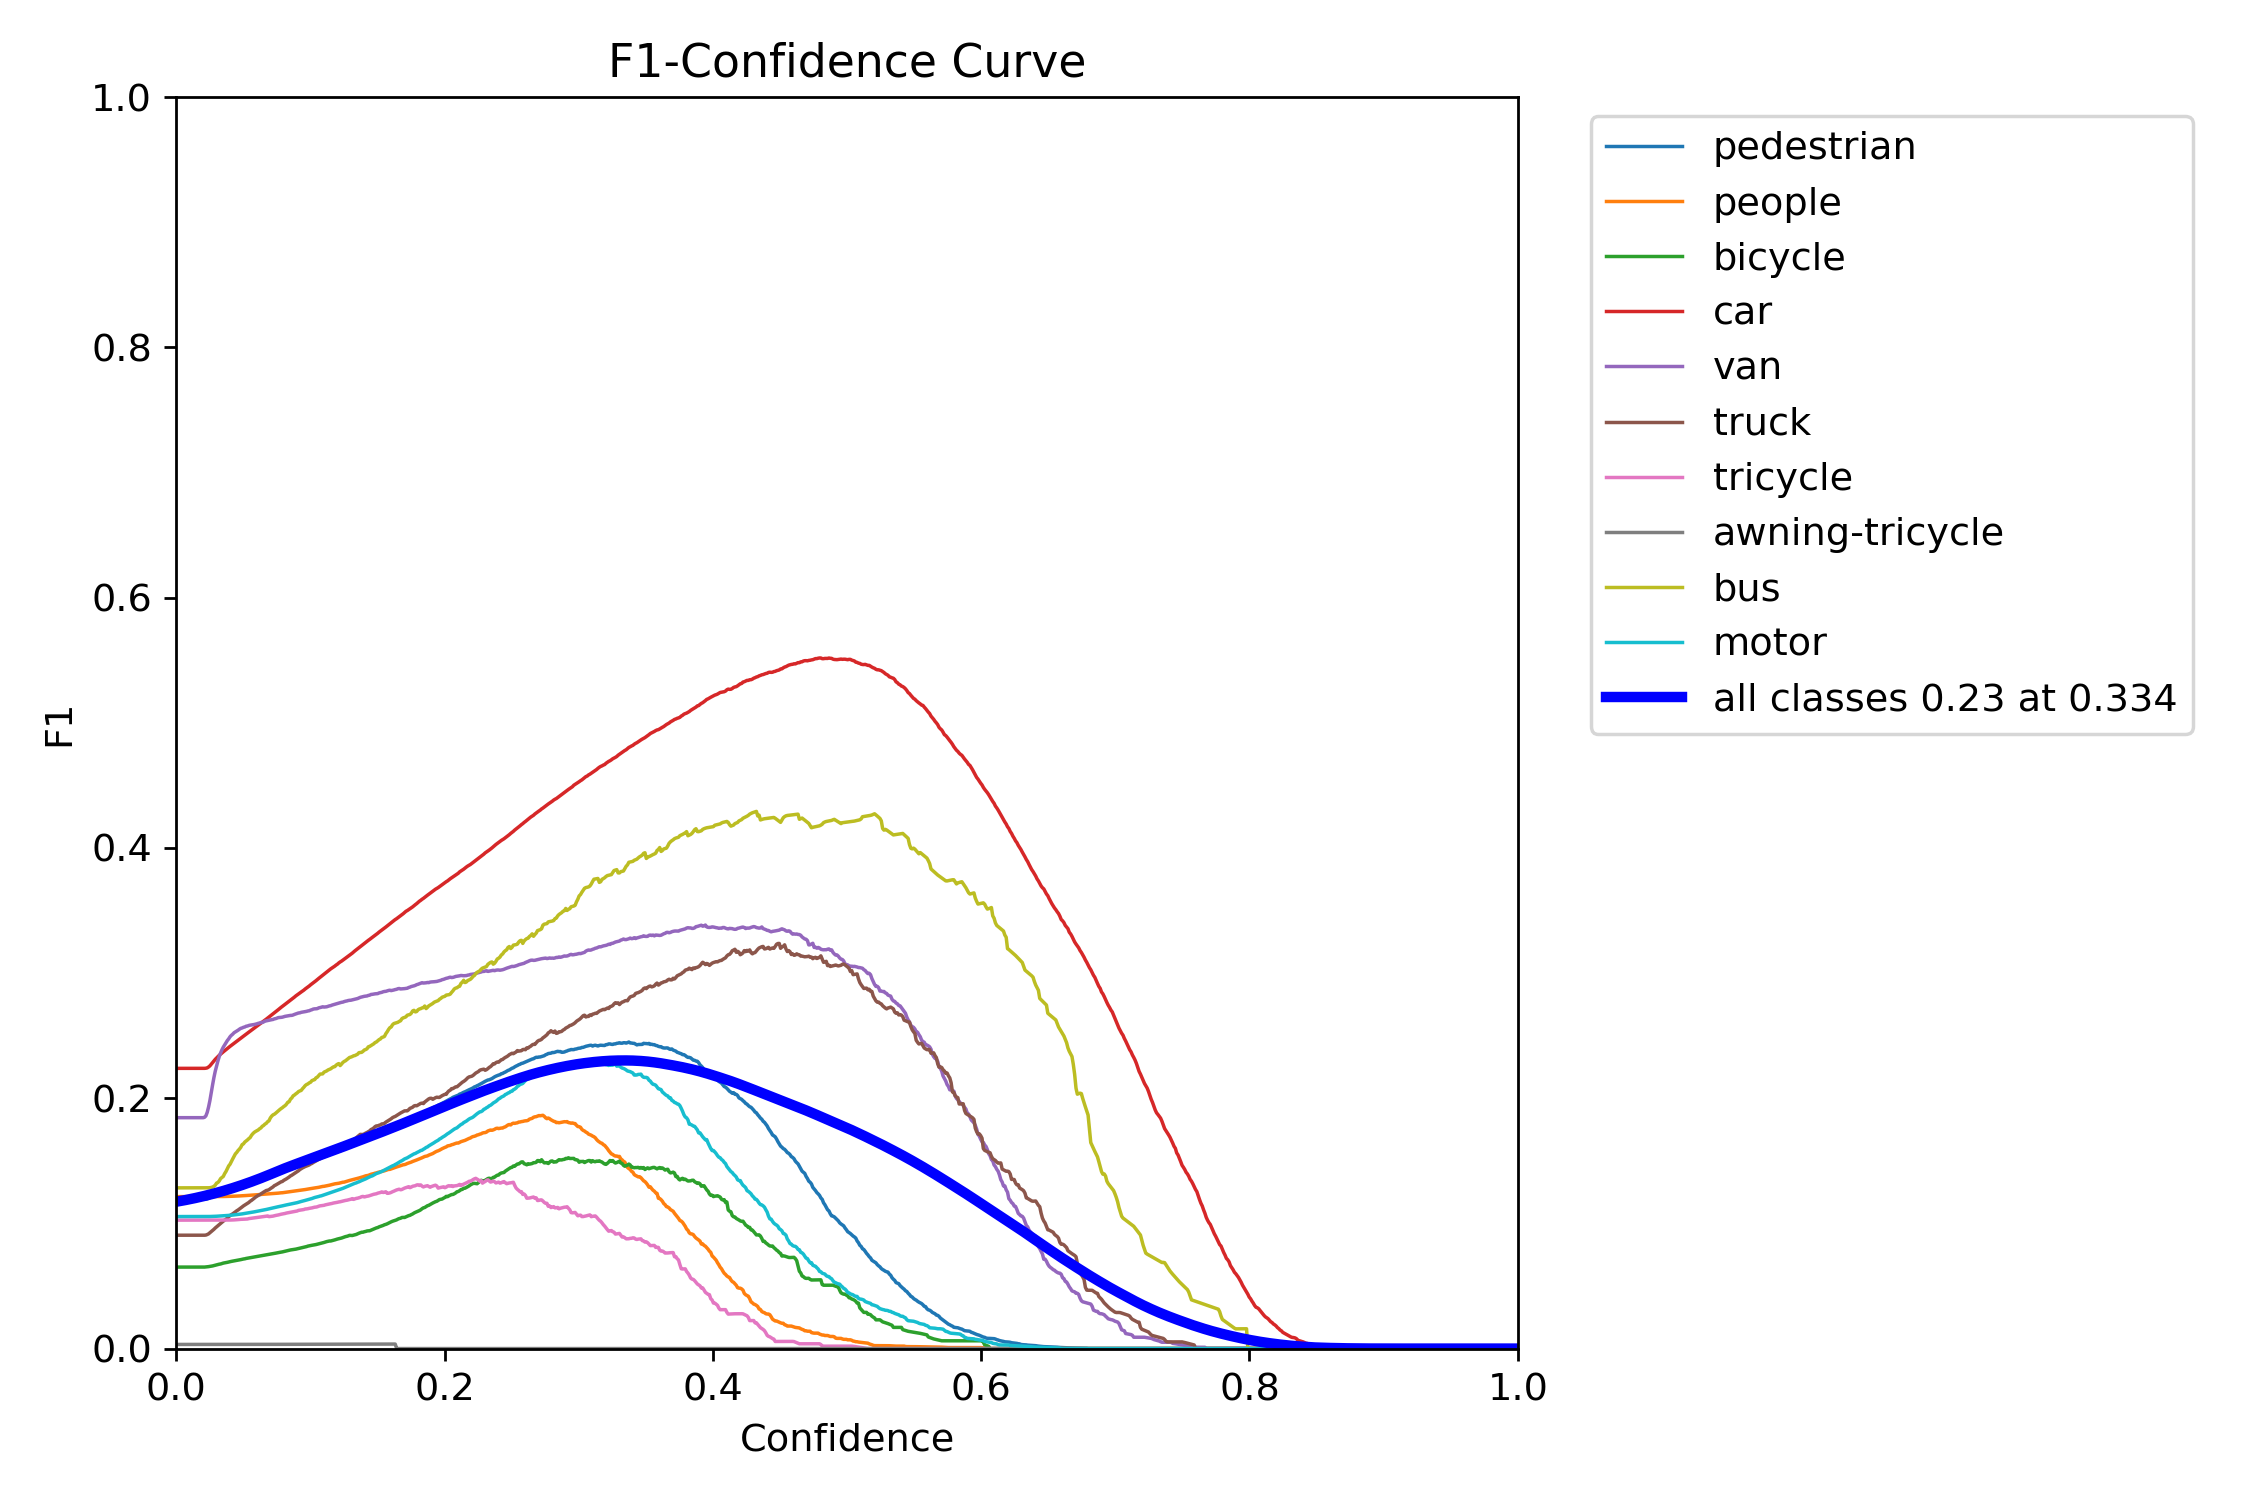 F1-Confidence Curve
1.0
0.8
0.6
0.4
0.2
0.0
F1
0.0 0.2 0.4 0.6 0.8 1.0
Confidence
pedestrian
people
bicycle
car
van
truck
tricycle
awning-tricycle
bus
motor
all classes 0.23 at 0.334